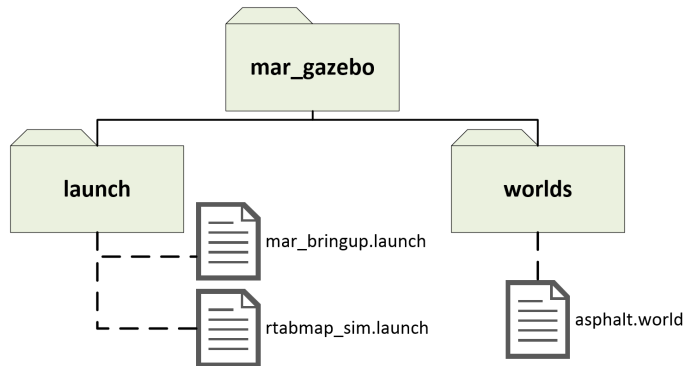 mar_gazebo
launch
worlds
mar_bringup.launch
rtabmap_sim.launch
asphalt.world